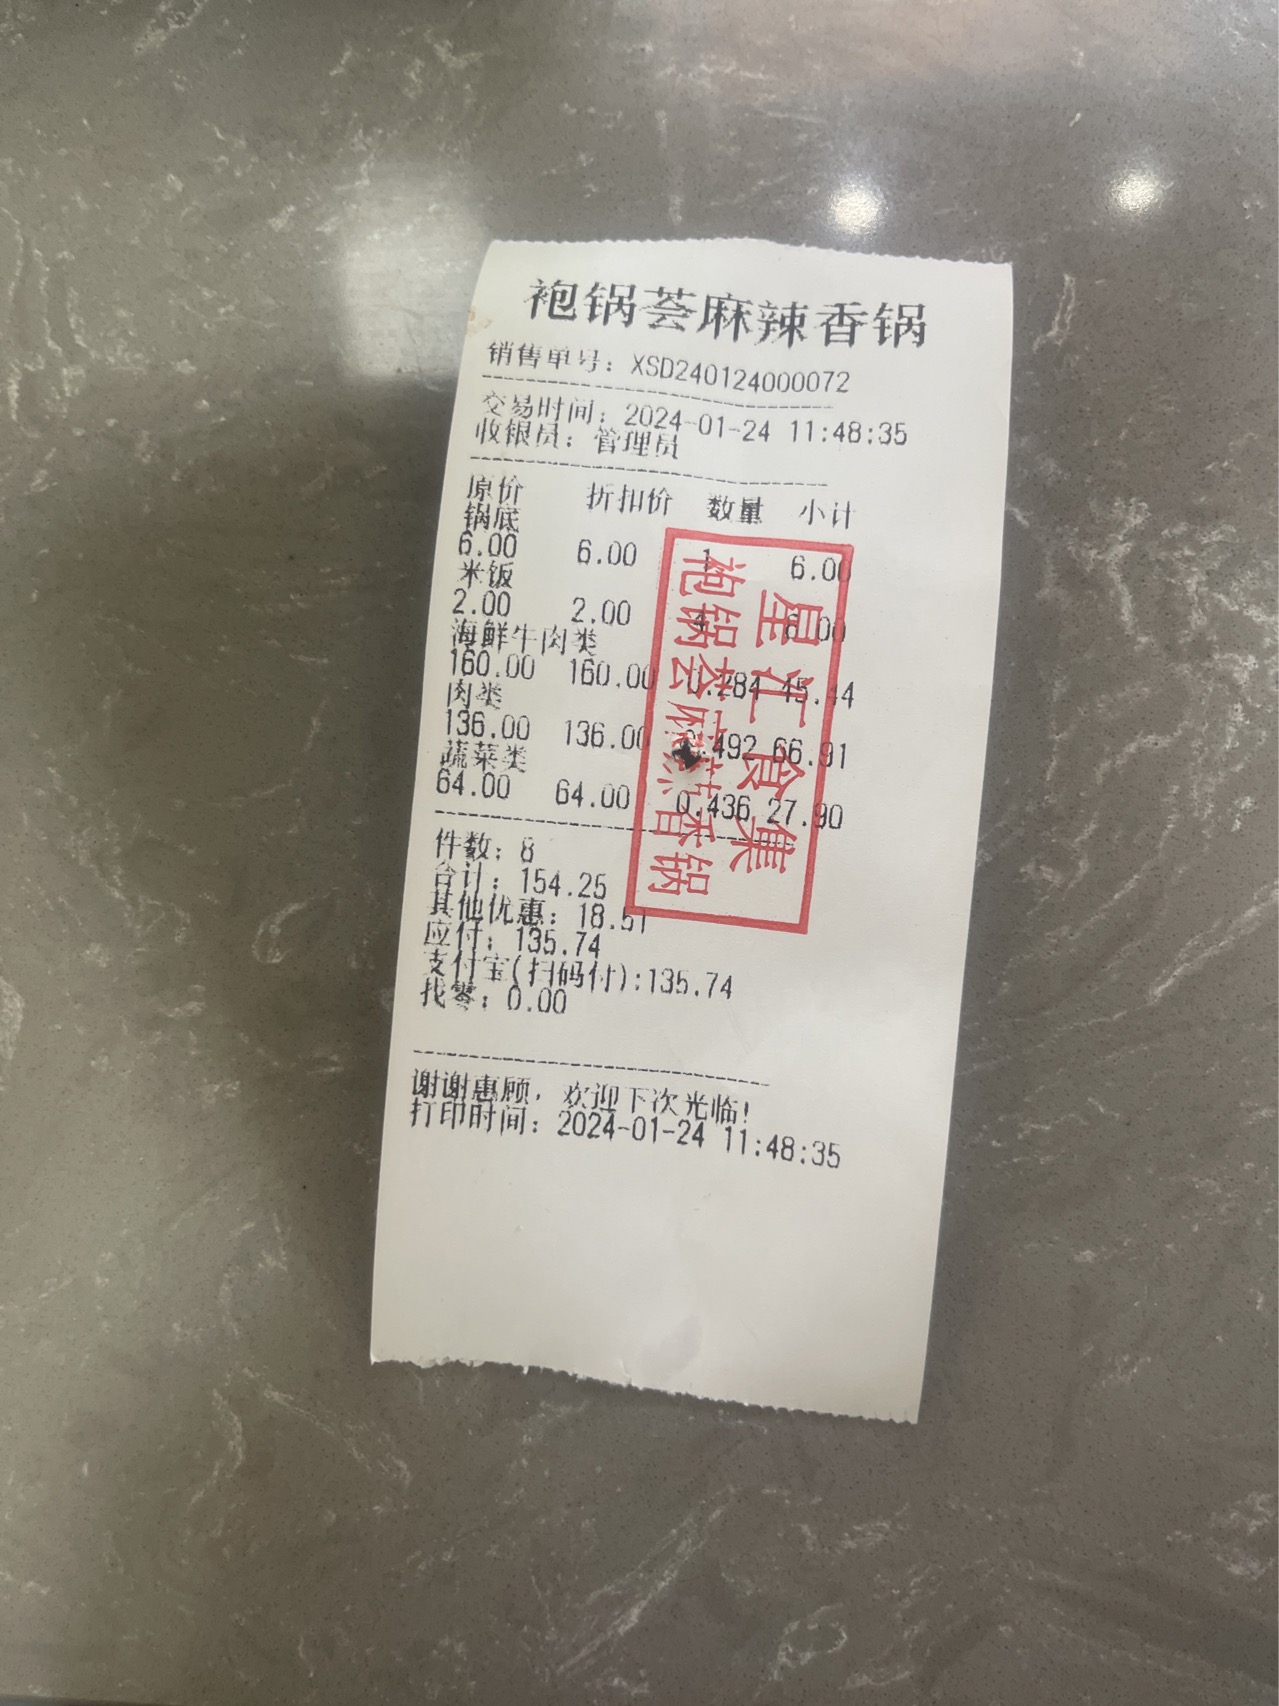 袍锅荟麻辣香锅
销售单号：XSD240124000072
交易时间：2024-01-24 11:48:35
收银员：管理员
原价 折扣价 数量 小计
锅底
6.00 6.00 1 6.00
米饭
2.00 2.00 4 8.00
海鲜牛肉类
160.00 160.00 0.284 45.44
肉类
136.00 136.00 0.492 66.91
蔬菜类
64.00 64.00 0.436 27.90
件数：8
合计：154.25
其他优惠：18.51
应付：135.74
支付宝(扫码付):135.74
找零：0.00
谢谢惠顾，欢迎下次光临!
打印时间：2024-01-24 11:48:35
星汇食集
袍锅荟麻辣香锅